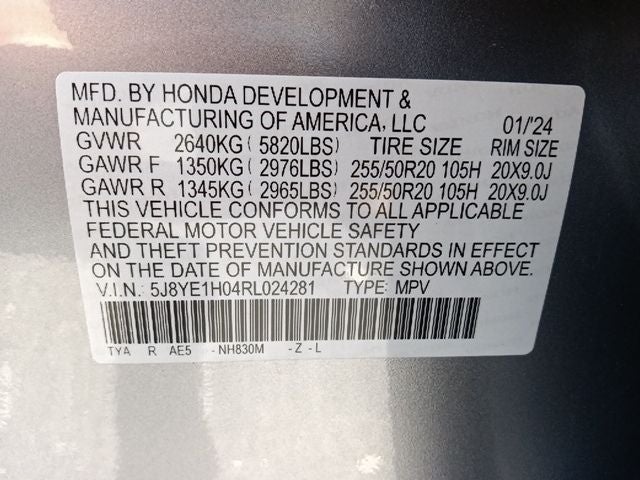 MFD. BY HONDA DEVELOPMENT &
MANUFACTURING OF AMERICA, LLC 01/'24
GVWR 2640KG ( 5820LBS) TIRE SIZE RIM SIZE
GAWR F 1350KG ( 2976LBS) 255/50R20 105H 20X9.0J
GAWR R 1345KG ( 2965LBS) 255/50R20 105H 20X9.0J
THIS VEHICLE CONFORMS TO ALL APPLICABLE
FEDERAL MOTOR VEHICLE SAFETY
AND THEFT PREVENTION STANDARDS IN EFFECT
ON THE DATE OF MANUFACTURE SHOWN ABOVE.
V.I.N.: 5J8YE1H04RL024281 TYPE: MPV
TYA R AE5 -NH830M -Z-L